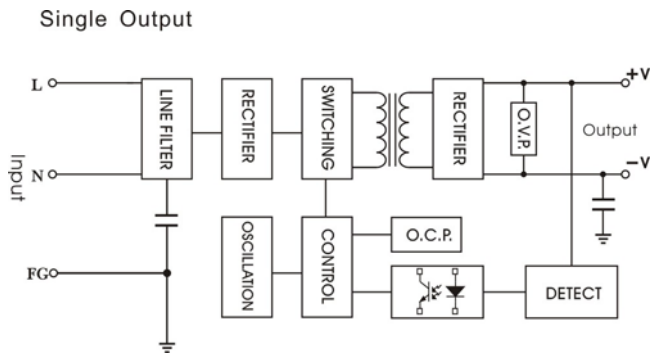 Single Output
L
N
Input
FG
LINE FILTER
RECTIFIER
SWITCHING
RECTIFIER
O.V.P.
+V
Output
-V
OSCILLATION
CONTROL
O.C.P.
DETECT